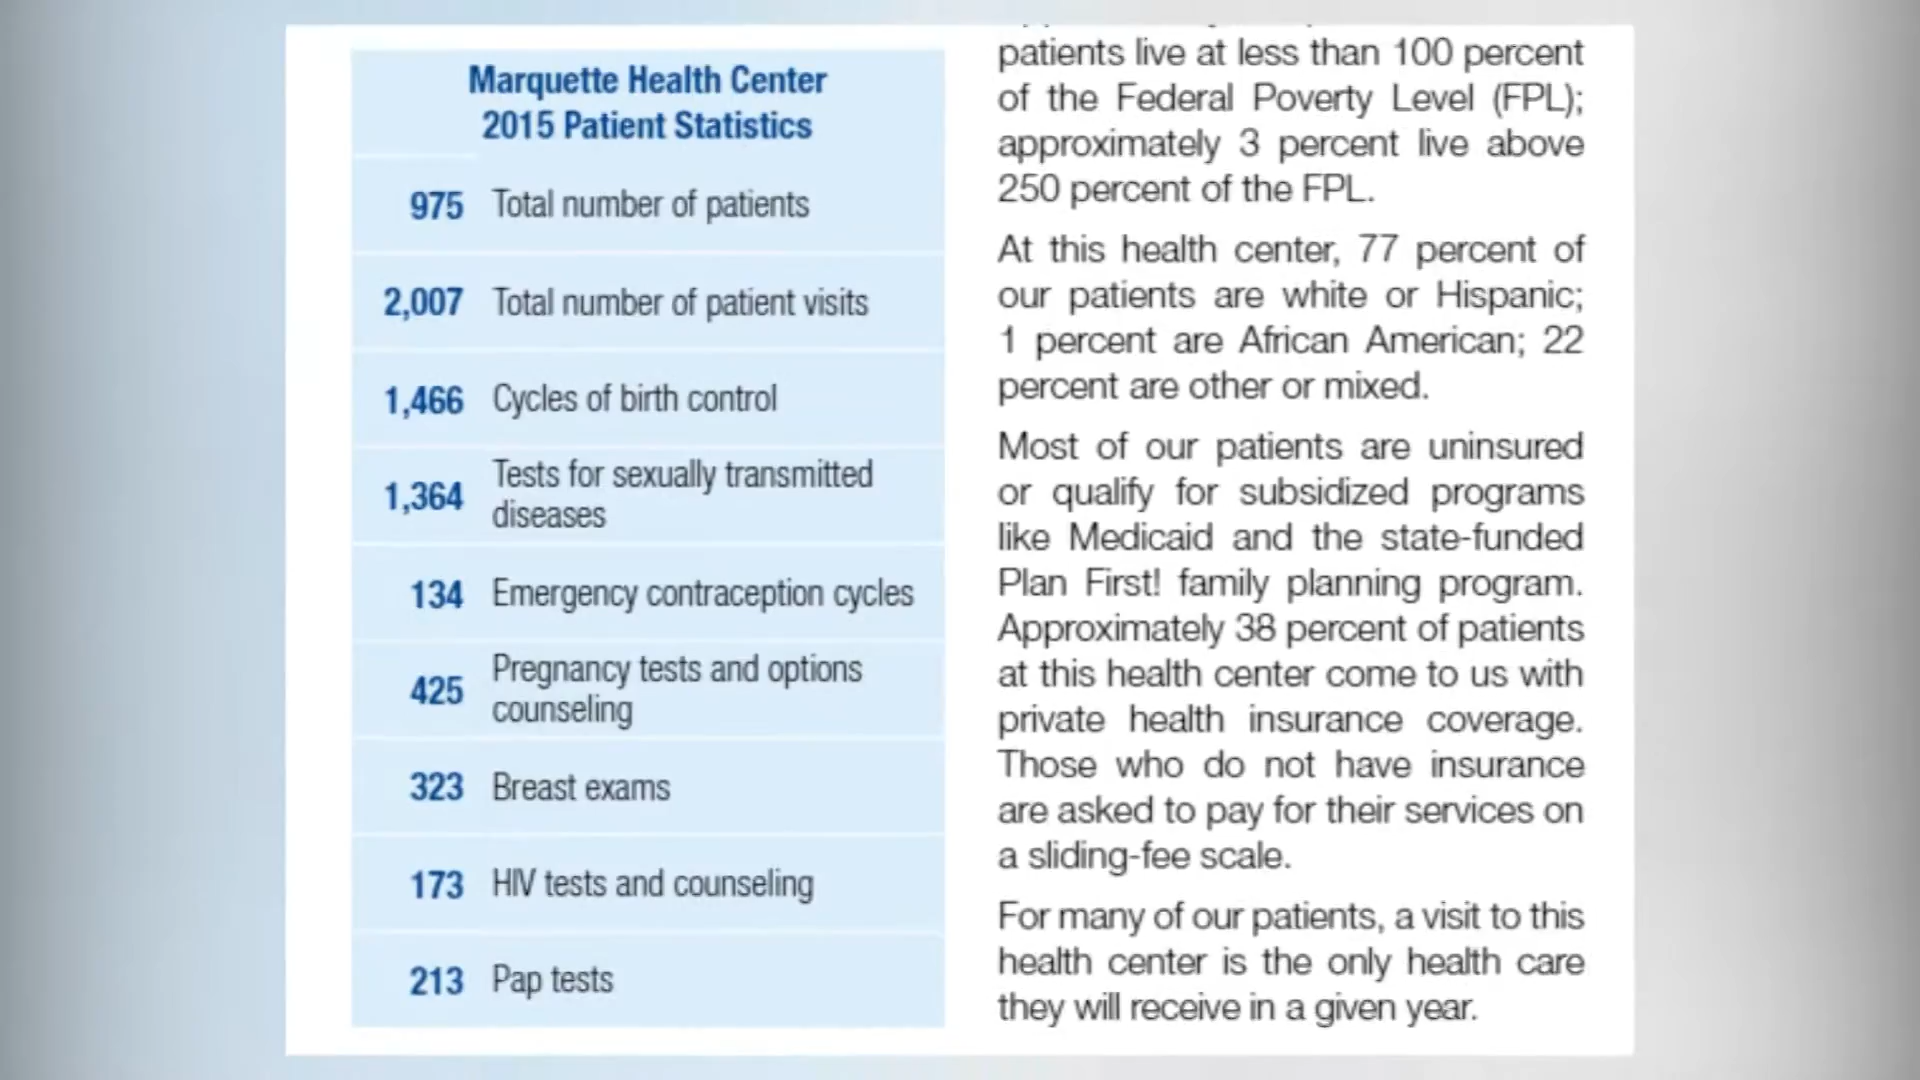 Marquette Health Center
2015 Patient Statistics
975 Total number of patients
2,007 Total number of patient visits
1,466 Cycles of birth control
1,364 Tests for sexually transmitted
diseases
134 Emergency contraception cycles
425 Pregnancy tests and options
counseling
323 Breast exams
173 HIV tests and counseling
213 Pap tests
patients live at less than 100 percent
of the Federal Poverty Level (FPL);
approximately 3 percent live above
250 percent of the FPL.
At this health center, 77 percent of
our patients are white or Hispanic;
1 percent are African American; 22
percent are other or mixed.
Most of our patients are uninsured
or qualify for subsidized programs
like Medicaid and the state-funded
Plan First! family planning program.
Approximately 38 percent of patients
at this health center come to us with
private health insurance coverage.
Those who do not have insurance
are asked to pay for their services on
a sliding-fee scale.
For many of our patients, a visit to this
health center is the only health care
they will receive in a given year.